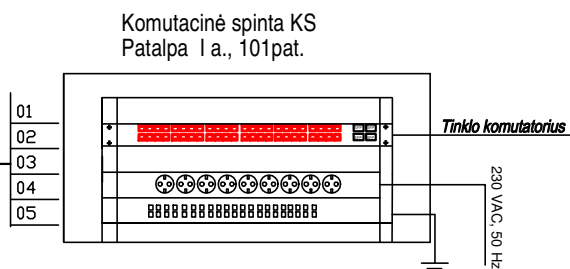 Komutacinė spinta KS
Patalpa I a., 101pat.
01
02
03
04
05
Tinklo komutatorius
230 VAC, 50 Hz